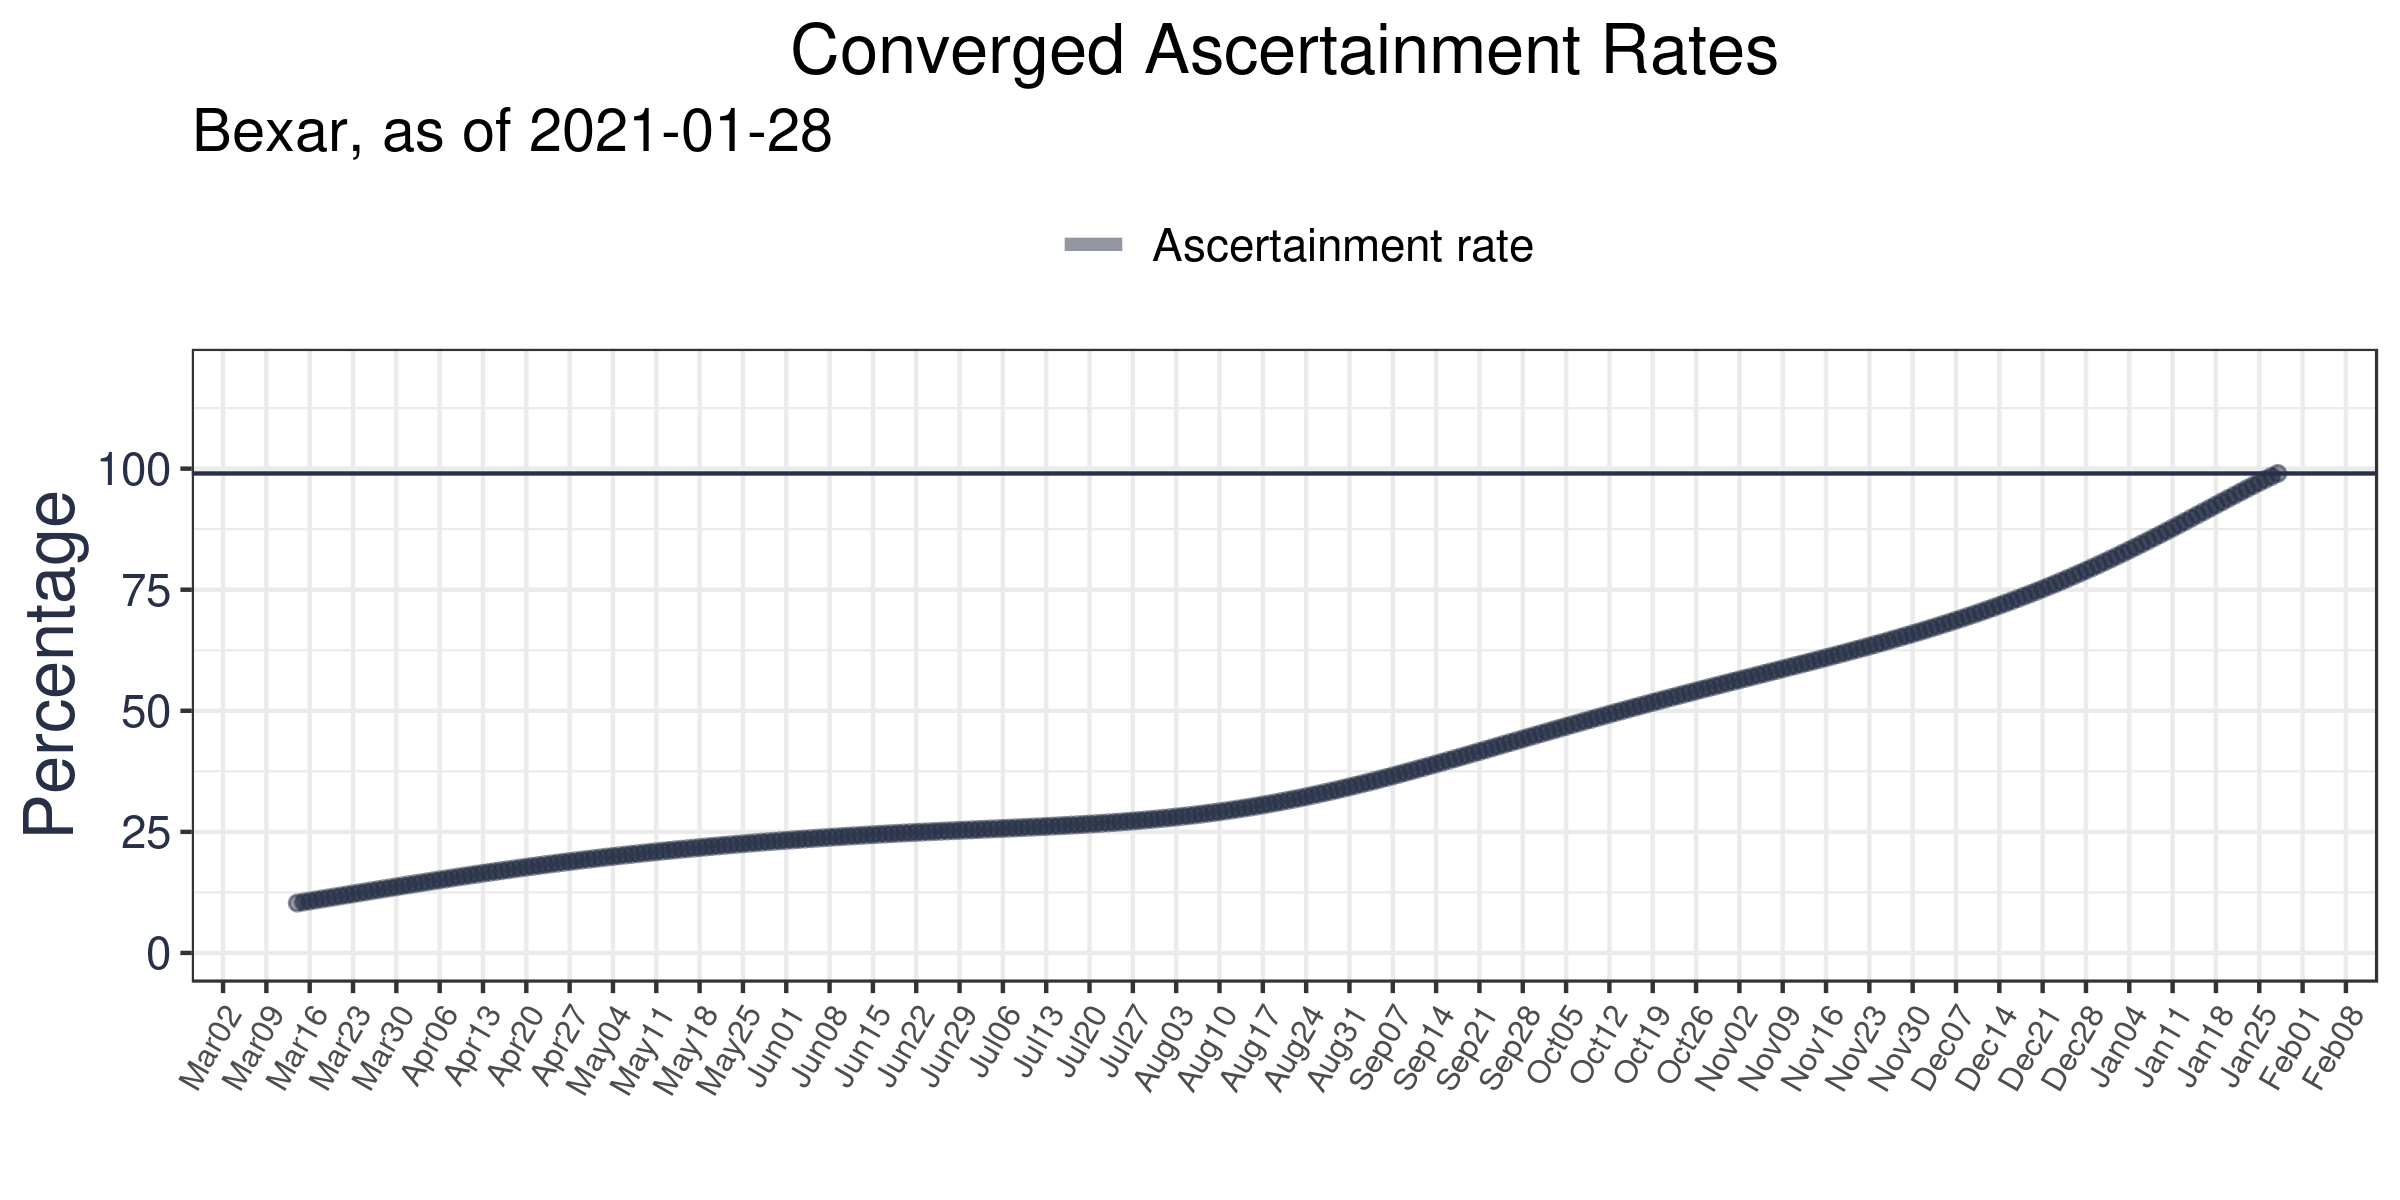 Converged Ascertainment Rates
Bexar, as of 2021-01-28
Ascertainment rate
Percentage
100
75
50
25
0
Mar02
Mar09
Mar16
Mar23
Mar30
Apr06
Apr13
Apr20
Apr27
May04
May11
May18
May25
Jun01
Jun08
Jun15
Jun22
Jun29
Jul06
Jul13
Jul20
Jul27
Aug03
Aug10
Aug17
Aug24
Aug31
Sep07
Sep14
Sep21
Sep28
Oct05
Oct12
Oct19
Oct26
Nov02
Nov09
Nov16
Nov23
Nov30
Dec07
Dec14
Dec21
Dec28
Jan04
Jan11
Jan18
Jan25
Feb01
Feb08